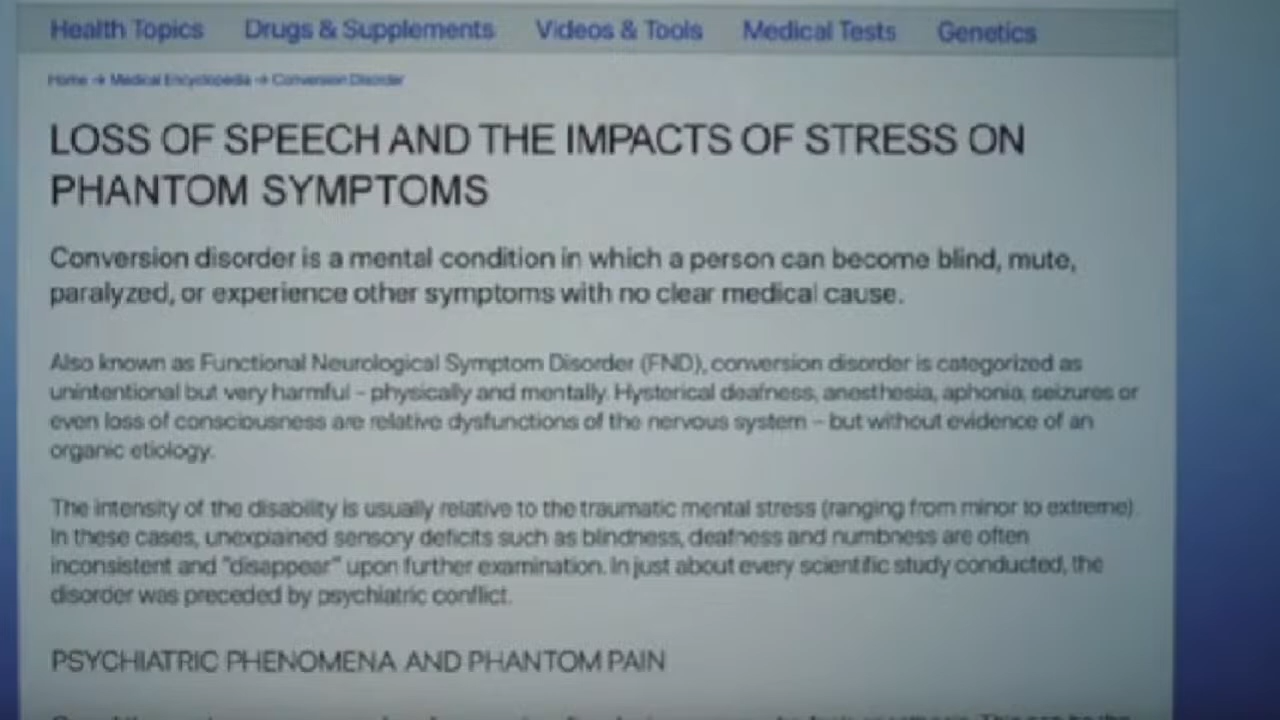 Health Topics Drugs & Supplements Videos & Tools Medical Tests Genetics
Home → Medical Encyclopedia → Conversion Disorder
LOSS OF SPEECH AND THE IMPACTS OF STRESS ON
PHANTOM SYMPTOMS
Conversion disorder is a mental condition in which a person can become blind, mute,
paralyzed, or experience other symptoms with no clear medical cause.
Also known as Functional Neurological Symptom Disorder (FND), conversion disorder is categorized as
unintentional but very harmful – physically and mentally. Hysterical deafness, anesthesia, aphonia, seizures or
even loss of consciousness are relative dysfunctions of the nervous system – but without evidence of an
organic etiology.
The intensity of the disability is usually relative to the traumatic mental stress (ranging from minor to extreme).
In these cases, unexplained sensory deficits such as blindness, deafness and numbness are often
inconsistent and "disappear" upon further examination. In just about every scientific study conducted, the
disorder was preceded by psychiatric conflict.
PSYCHIATRIC PHENOMENA AND PHANTOM PAIN